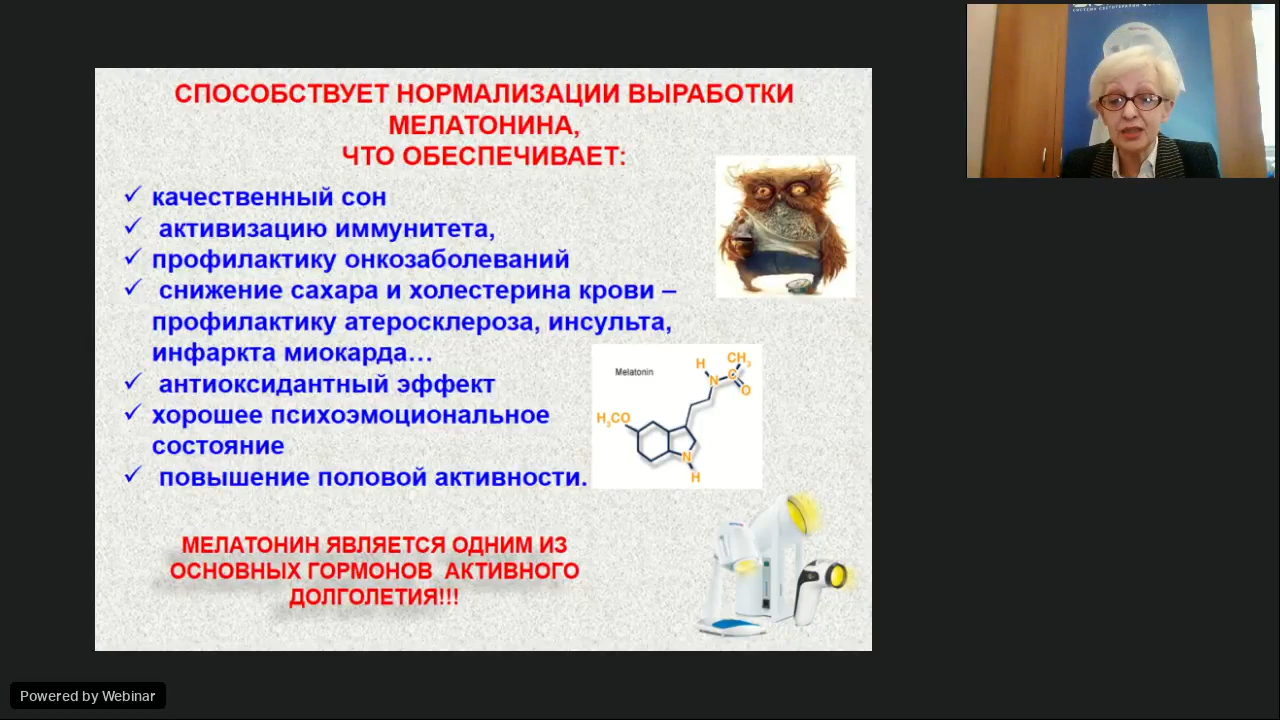 СПОСОБСТВУЕТ НОРМАЛИЗАЦИИ ВЫРАБОТКИ
МЕЛАТОНИНА,
ЧТО ОБЕСПЕЧИВАЕТ:
✓ качественный сон
✓ активизацию иммунитета,
✓ профилактику онкозаболеваний
✓ снижение сахара и холестерина крови –
профилактику атеросклероза, инсульта,
инфаркта миокарда…
✓ антиоксидантный эффект
✓ хорошее психоэмоциональное
состояние
✓ повышение половой активности.
Melatonin
H
CH₃
N
C
O
H₃CO
N
H
МЕЛАТОНИН ЯВЛЯЕТСЯ ОДНИМ ИЗ
ОСНОВНЫХ ГОРМОНОВ АКТИВНОГО
ДОЛГОЛЕТИЯ!!!
Powered by Webinar